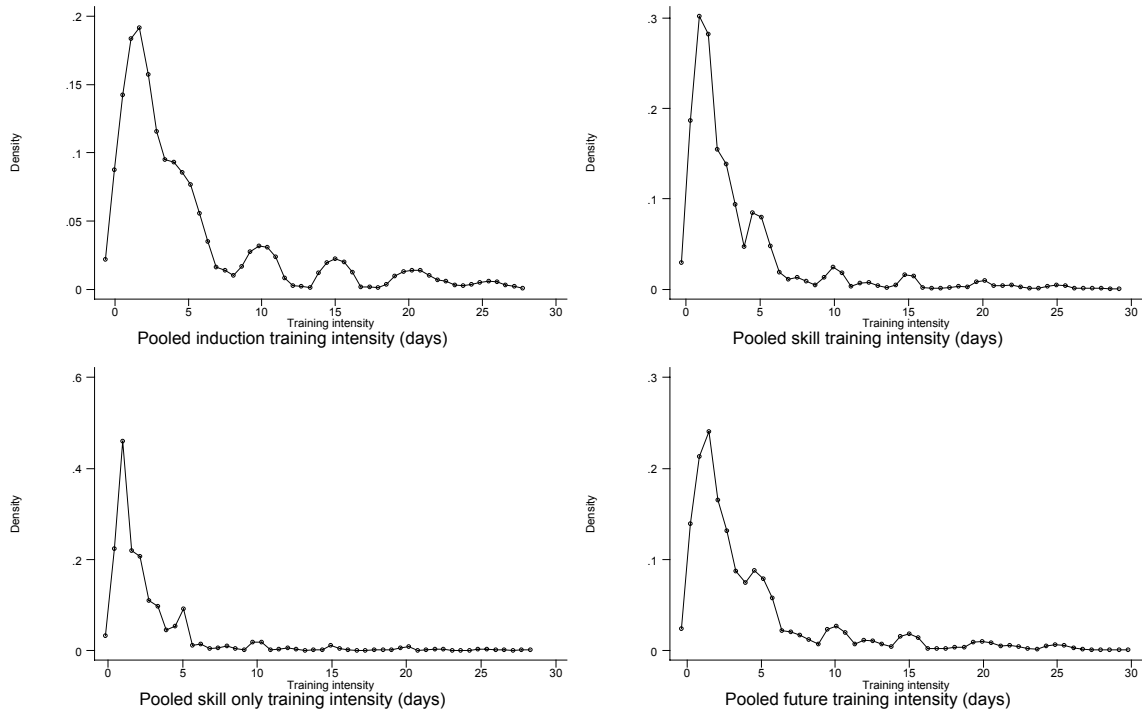 .2
.15
.1
.05
0
Density
0 5 10 15 20 25 30
Training intensity
Pooled induction training intensity (days)
.3
.2
.1
0
Density
0 5 10 15 20 25 30
Training intensity
Pooled skill training intensity (days)
.6
.4
.2
0
Density
0 5 10 15 20 25 30
Training intensity
Pooled skill only training intensity (days)
.3
.2
.1
0
Density
0 5 10 15 20 25 30
Training intensity
Pooled future training intensity (days)